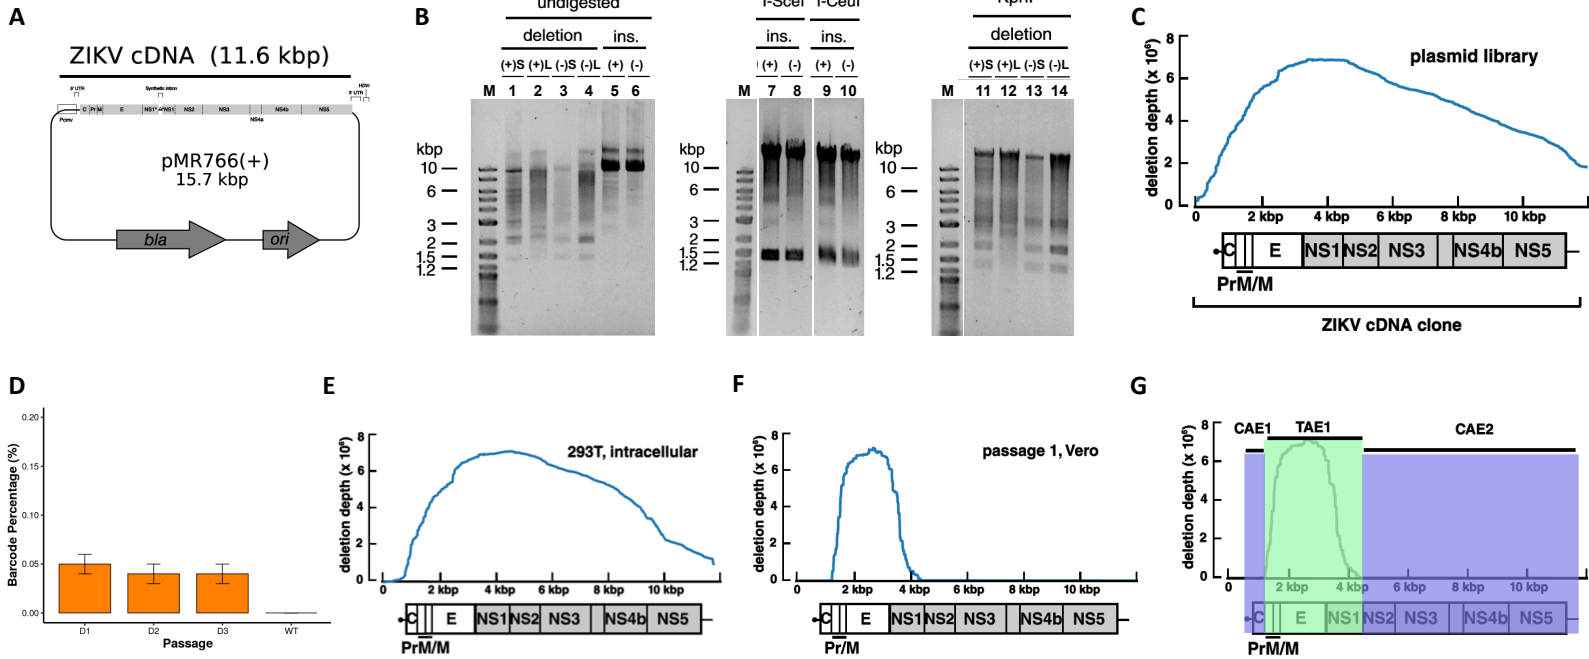 A
ZIKV cDNA (11.6 kbp)
5' UTR
Synthetic intron
3' UTR
HDVr
C Pr M E NS1' NS1 NS2 NS3 NS4b NS5
Pcmv
NS4a
pMR766(+)
15.7 kbp
bla
ori
B
undigested
I-SceI
I-CeuI
KpnI
deletion
ins.
ins.
ins.
deletion
(+)S (+)L (-)S (-)L (+) (-)
(+) (-)
(+) (-)
(+)S (+)L (-)S (-)L
M 1 2 3 4 5 6
M 7 8 9 10
M 11 12 13 14
kbp
10
6
3
2
1.5
1.2
kbp
10
6
3
2
1.5
1.2
kbp
10
6
3
2
1.5
1.2
C
deletion depth (x 10⁶)
8
6
4
2
0
plasmid library
0 2 kbp 4 kbp 6 kbp 8 kbp 10 kbp
C E NS1 NS2 NS3 NS4b NS5
PrM/M
ZIKV cDNA clone
D
Barcode Percentage (%)
0.20
0.15
0.10
0.05
0.00
D1 D2 D3 WT
Passage
E
deletion depth (x 10⁶)
8
6
4
2
0
293T, intracellular
0 2 kbp 4 kbp 6 kbp 8 kbp 10 kbp
C E NS1 NS2 NS3 NS4b NS5
PrM/M
F
deletion depth (x 10⁶)
8
6
4
2
0
passage 1, Vero
0 2 kbp 4 kbp 6 kbp 8 kbp 10 kbp
C E NS1 NS2 NS3 NS4b NS5
Pr/M
G
deletion depth (x 10⁶)
8
6
4
2
0
CAE1 TAE1 CAE2
0 2 kbp 4 kbp 6 kbp 8 kbp 10 kbp
C E NS1 NS2 NS3 NS4b NS5
PrM/M